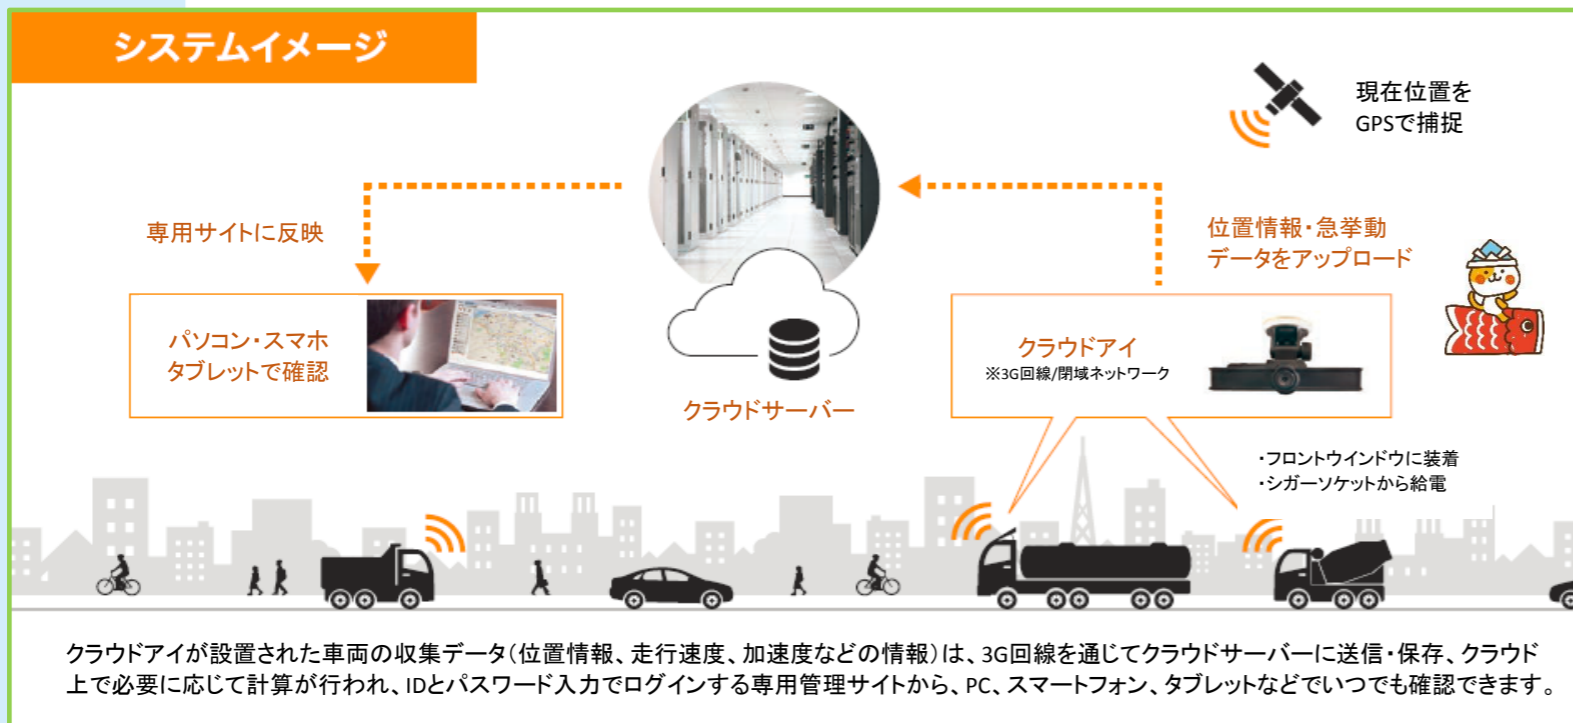 システムイメージ
現在位置を
GPSで捕捉
専用サイトに反映
位置情報・急挙動
データをアップロード
パソコン・スマホ
タブレットで確認
クラウドアイ
※3G回線/閉域ネットワーク
クラウドサーバー
・フロントウインドウに装着
・シガーソケットから給電
クラウドアイが設置された車両の収集データ（位置情報、走行速度、加速度などの情報）は、3G回線を通じてクラウドサーバーに送信・保存、クラウド
上で必要に応じて計算が行われ、IDとパスワード入力でログインする専用管理サイトから、PC、スマートフォン、タブレットなどでいつでも確認できます。